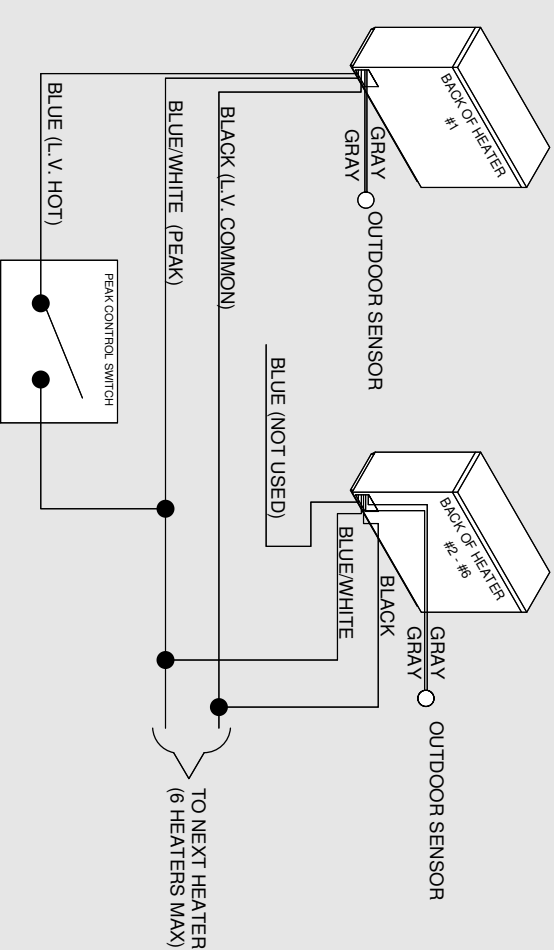 BACK OF HEATER
#1
GRAY
GRAY
OUTDOOR SENSOR
BLACK (L.V. COMMON)
BLUE/WHITE (PEAK)
BLUE (L.V. HOT)
PEAK CONTROL SWITCH
BACK OF HEATER
#2 - #6
GRAY
GRAY
OUTDOOR SENSOR
BLACK
BLUE/WHITE
BLUE (NOT USED)
TO NEXT HEATER
(6 HEATERS MAX)